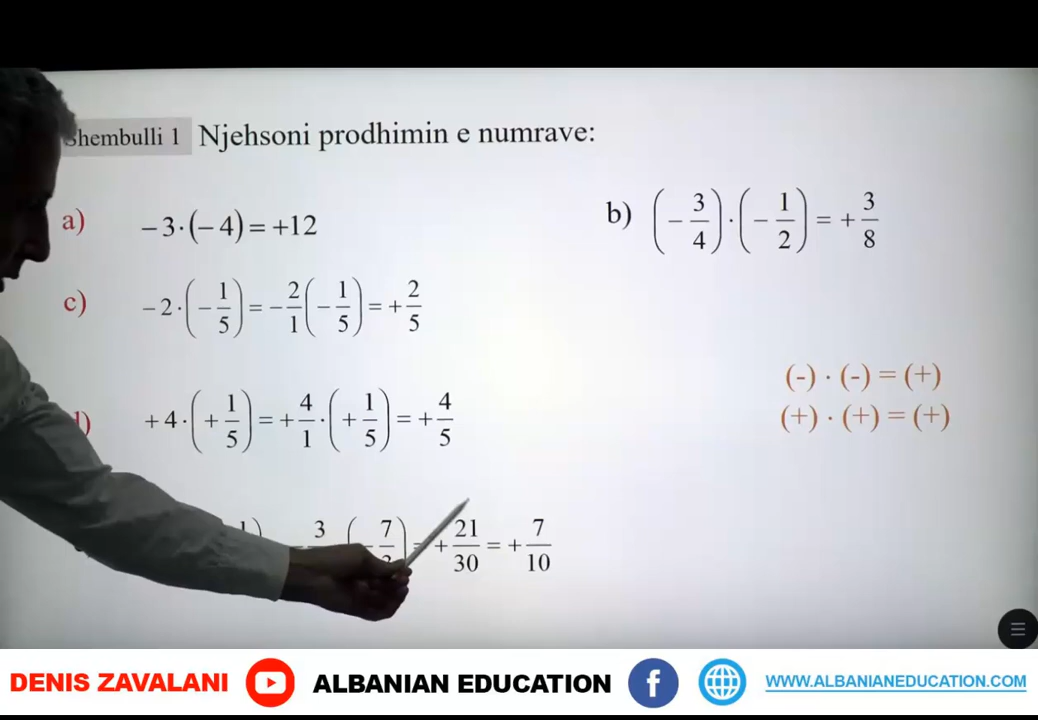 Shembulli 1 Njehsoni prodhimin e numrave:
a) −3·(−4) = +12
b) (−3/4)·(−1/2) = +3/8
c) −2·(−1/5) = −2/1(−1/5) = +2/5
(-) · (-) = (+)
(+) · (+) = (+)
+4·(+1/5) = +4/1·(+1/5) = +4/5
+21/30 = +7/10
DENIS ZAVALANI
ALBANIAN EDUCATION
WWW.ALBANIANEDUCATION.COM